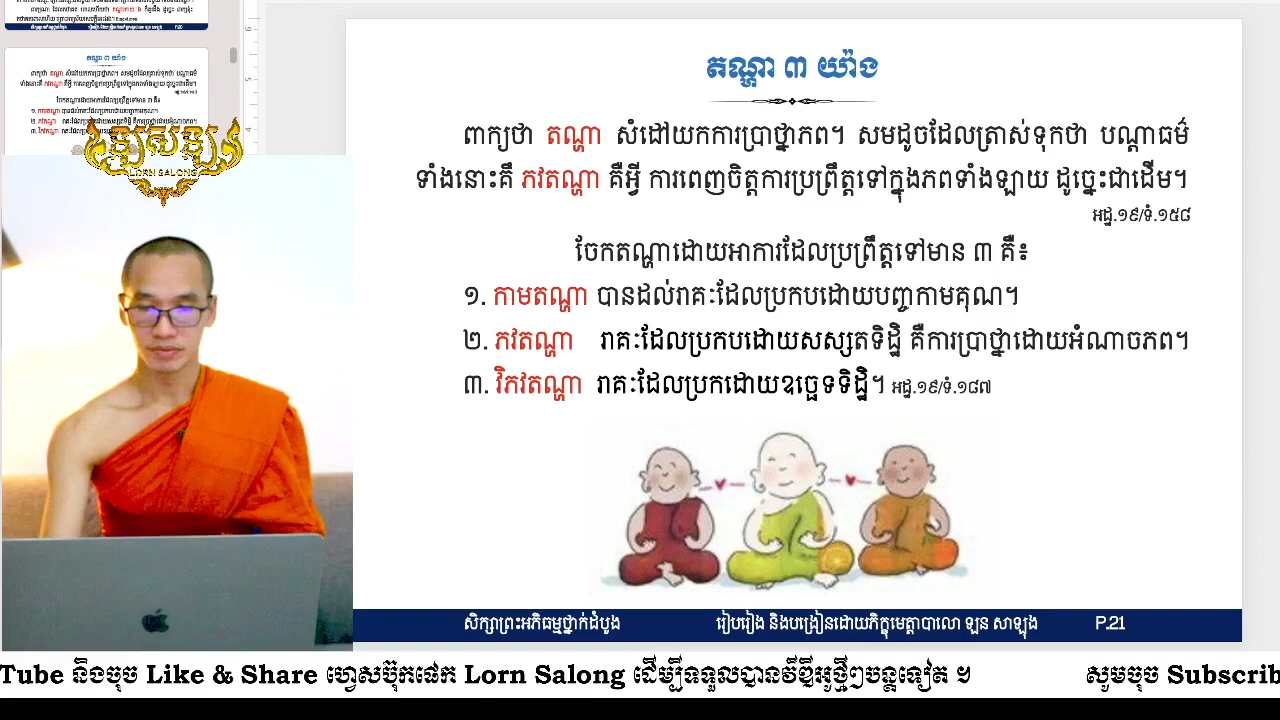 តណ្ហា ៣ យ៉ាង
ពាក្យថា តណ្ហា សំដៅយកការប្រាថ្នាភព។ សមដូចដែលត្រាស់ទុកថា បណ្តាធម៌
ទាំងនោះគឺ ភវតណ្ហា គឺអ្វី ការពេញចិត្តការប្រព្រឹត្តទៅក្នុងភពទាំងឡាយ ដូច្នេះជាដើម។
អដ្ឋ.១៩/ទំ.១៥៨
ចែកតណ្ហាដោយអាការដែលប្រព្រឹត្តទៅមាន ៣ គឺ៖
១. កាមតណ្ហា បានដល់រាគៈដែលប្រកបដោយបញ្ចកាមគុណ។
២. ភវតណ្ហា រាគៈដែលប្រកបដោយសស្សតទិដ្ឋិ គឺការប្រាថ្នាដោយអំណាចភព។
៣. វិភវតណ្ហា រាគៈដែលប្រកដោយឧច្ឆេទទិដ្ឋិ។ អដ្ឋ.១៩/ទំ.១៨៧
LORN SALONG
សិក្សាព្រះអភិធម្មថ្នាក់ដំបូង រៀបរៀង និងបង្រៀនដោយភិក្ខុមេត្តាបាលោ ឡន សាឡុង P.21
Tube និងចុច Like & Share ហ្វេសប៊ុកផេក Lorn Salong ដើម្បីទទួលបានវីឌីអូថ្មីៗបន្តទៀត ។ សូមចុច Subscrib